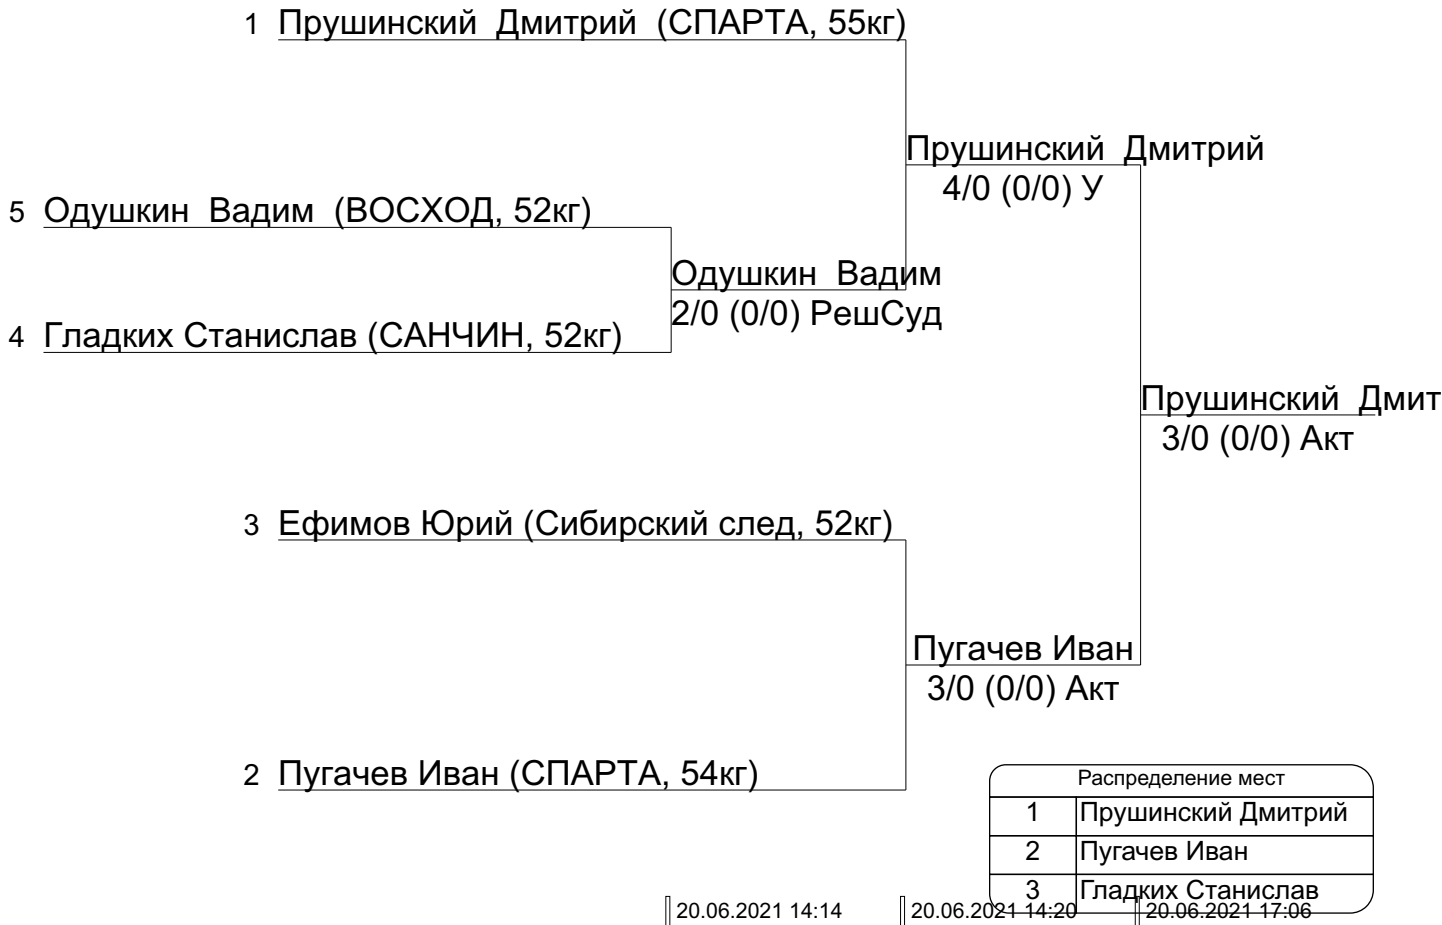 1 Прушинский Дмитрий (СПАРТА, 55кг)
Прушинский Дмитрий
4/0 (0/0) У
5 Одушкин Вадим (ВОСХОД, 52кг)
Одушкин Вадим
2/0 (0/0) РешСуд
4 Гладких Станислав (САНЧИН, 52кг)
Прушинский Дмит
3/0 (0/0) Акт
3 Ефимов Юрий (Сибирский след, 52кг)
Пугачев Иван
3/0 (0/0) Акт
2 Пугачев Иван (СПАРТА, 54кг)
Распределение мест
1 Прушинский Дмитрий
2 Пугачев Иван
3 Гладких Станислав
20.06.2021 14:14 20.06.2021 14:20 20.06.2021 17:06